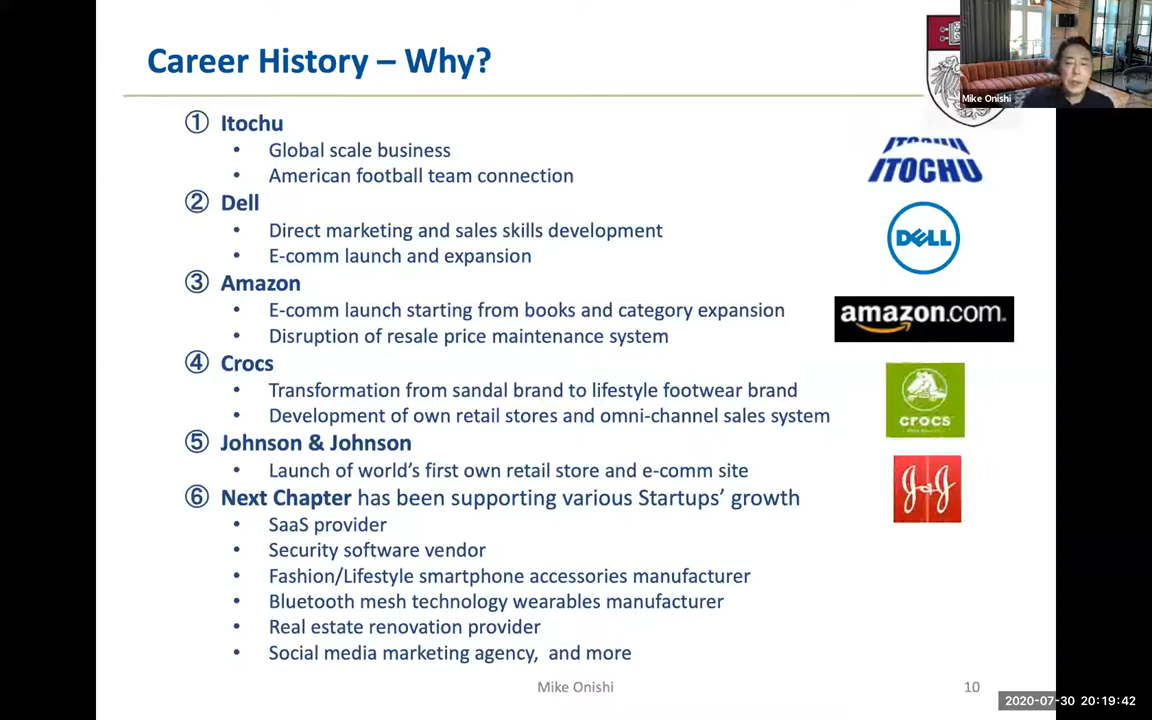 Career History – Why?
Mike Onishi
① Itochu
• Global scale business
• American football team connection
ITOCHU
ITOCHU
② Dell
• Direct marketing and sales skills development
• E-comm launch and expansion
DELL
③ Amazon
• E-comm launch starting from books and category expansion
• Disruption of resale price maintenance system
amazon.com.
④ Crocs
• Transformation from sandal brand to lifestyle footwear brand
• Development of own retail stores and omni-channel sales system
crocs
⑤ Johnson & Johnson
• Launch of world’s first own retail store and e-comm site
J&J
⑥ Next Chapter has been supporting various Startups’ growth
• SaaS provider
• Security software vendor
• Fashion/Lifestyle smartphone accessories manufacturer
• Bluetooth mesh technology wearables manufacturer
• Real estate renovation provider
• Social media marketing agency, and more
Mike Onishi
10
2020-07-30 20:19:42